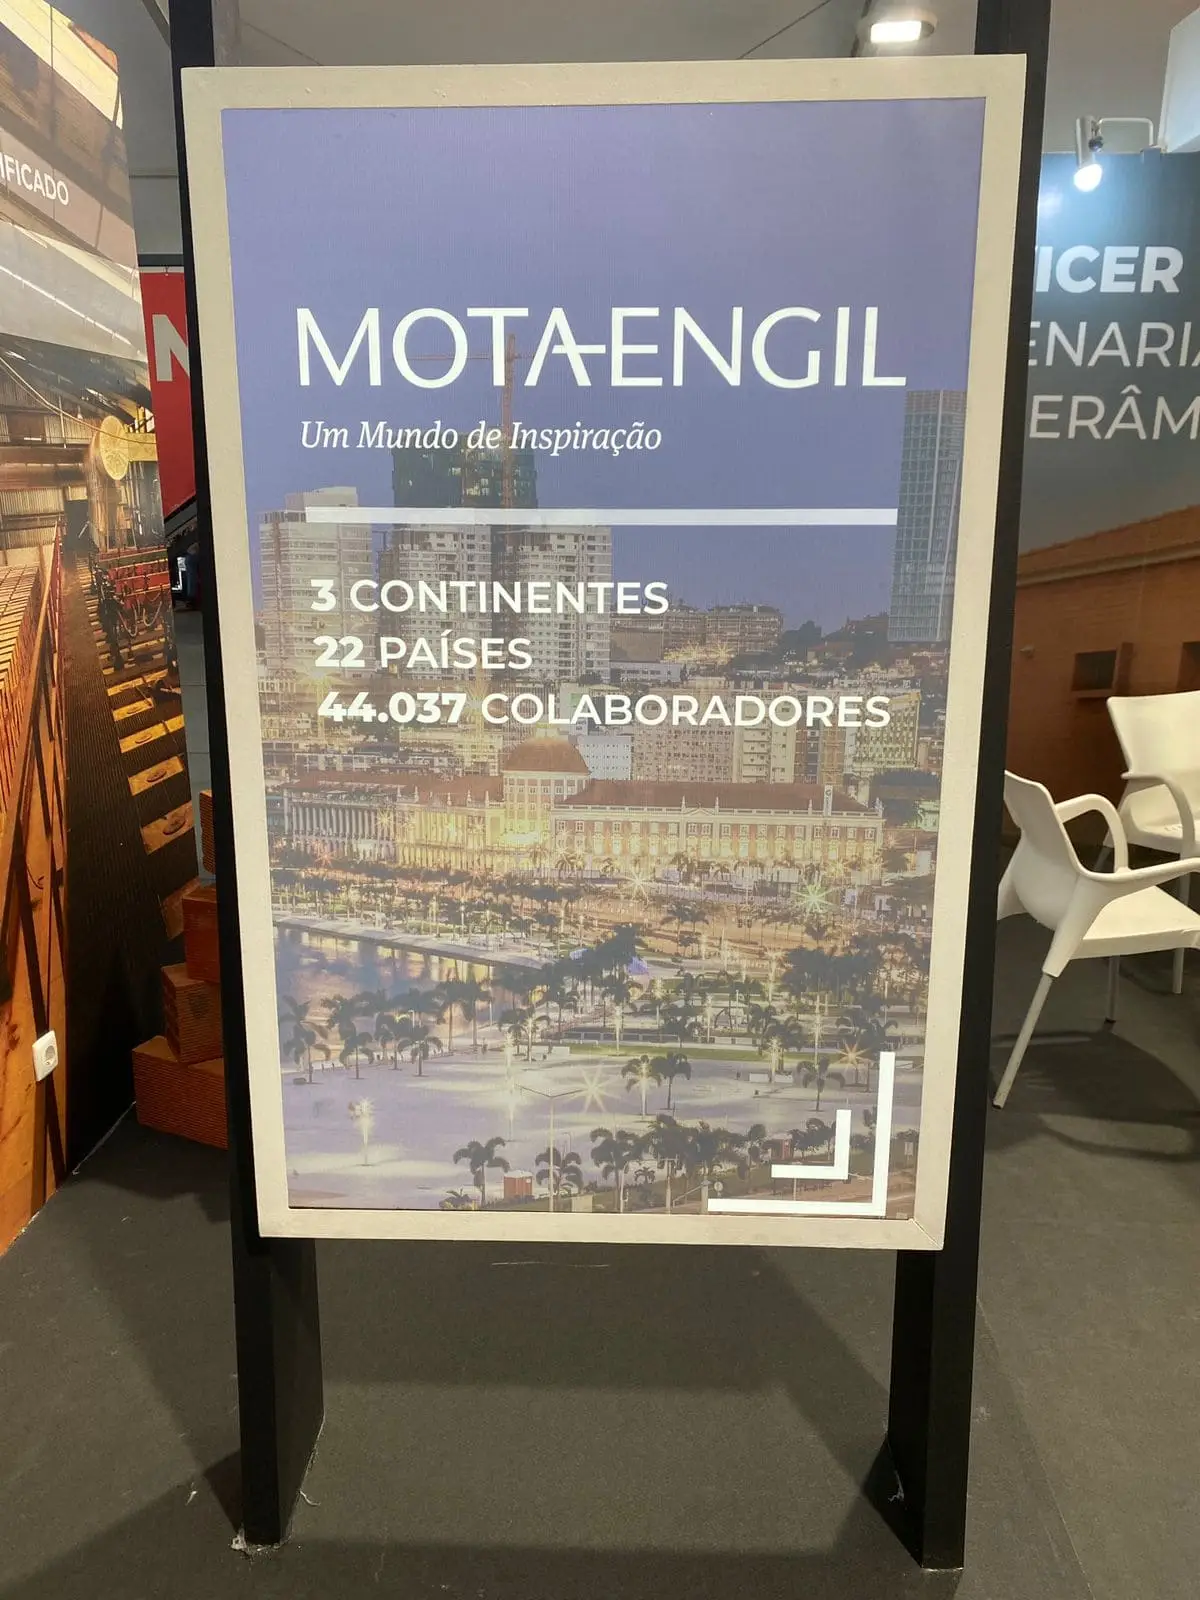 MOTA-ENGIL
Um Mundo de Inspiração
3 CONTINENTES
22 PAÍSES
44.037 COLABORADORES
IFICADO
N
ICER
ENARIA
ERÂM